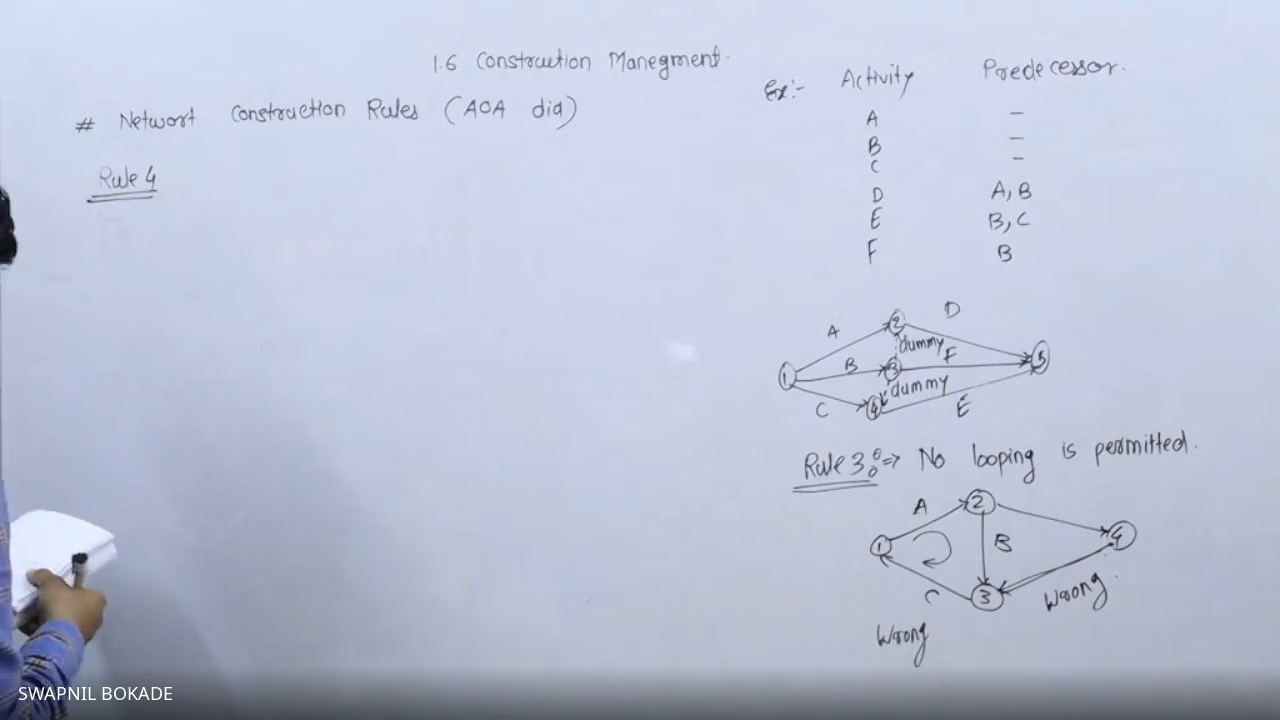 1.6 Construction Manegment.
# Networt Construction Rules (AOA dia)
Rule 4
Ex:- Activity Predecessor.
A -
B -
C -
D A, B
E B, C
F B
A
D
2
dummy
1
B
3
F
5
dummy
C
4
E
Rule 3 :⇒ No looping is permitted.
A
2
1
B
4
C
3
Wrong.
Wrong
SWAPNIL BOKADE